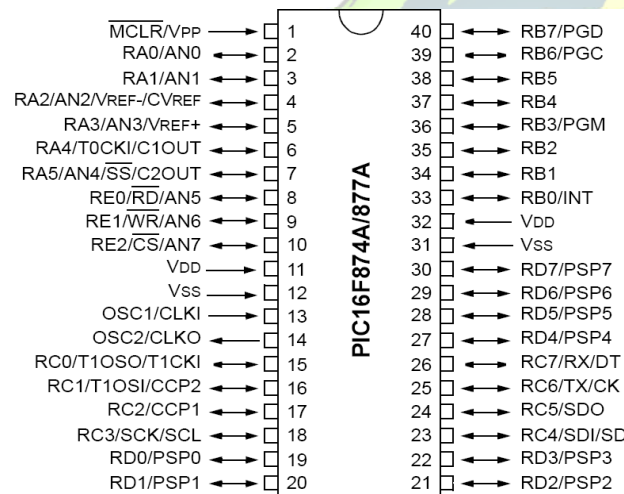 MCLR/VPP 1 40 RB7/PGD
RA0/AN0 2 39 RB6/PGC
RA1/AN1 3 38 RB5
RA2/AN2/VREF-/CVREF 4 37 RB4
RA3/AN3/VREF+ 5 36 RB3/PGM
RA4/T0CKI/C1OUT 6 35 RB2
RA5/AN4/SS/C2OUT 7 34 RB1
RE0/RD/AN5 8 33 RB0/INT
RE1/WR/AN6 9 32 VDD
RE2/CS/AN7 10 31 VSS
VDD 11 30 RD7/PSP7
VSS 12 29 RD6/PSP6
OSC1/CLKI 13 28 RD5/PSP5
OSC2/CLKO 14 27 RD4/PSP4
RC0/T1OSO/T1CKI 15 26 RC7/RX/DT
RC1/T1OSI/CCP2 16 25 RC6/TX/CK
RC2/CCP1 17 24 RC5/SDO
RC3/SCK/SCL 18 23 RC4/SDI/SD
RD0/PSP0 19 22 RD3/PSP3
RD1/PSP1 20 21 RD2/PSP2
PIC16F874A/877A